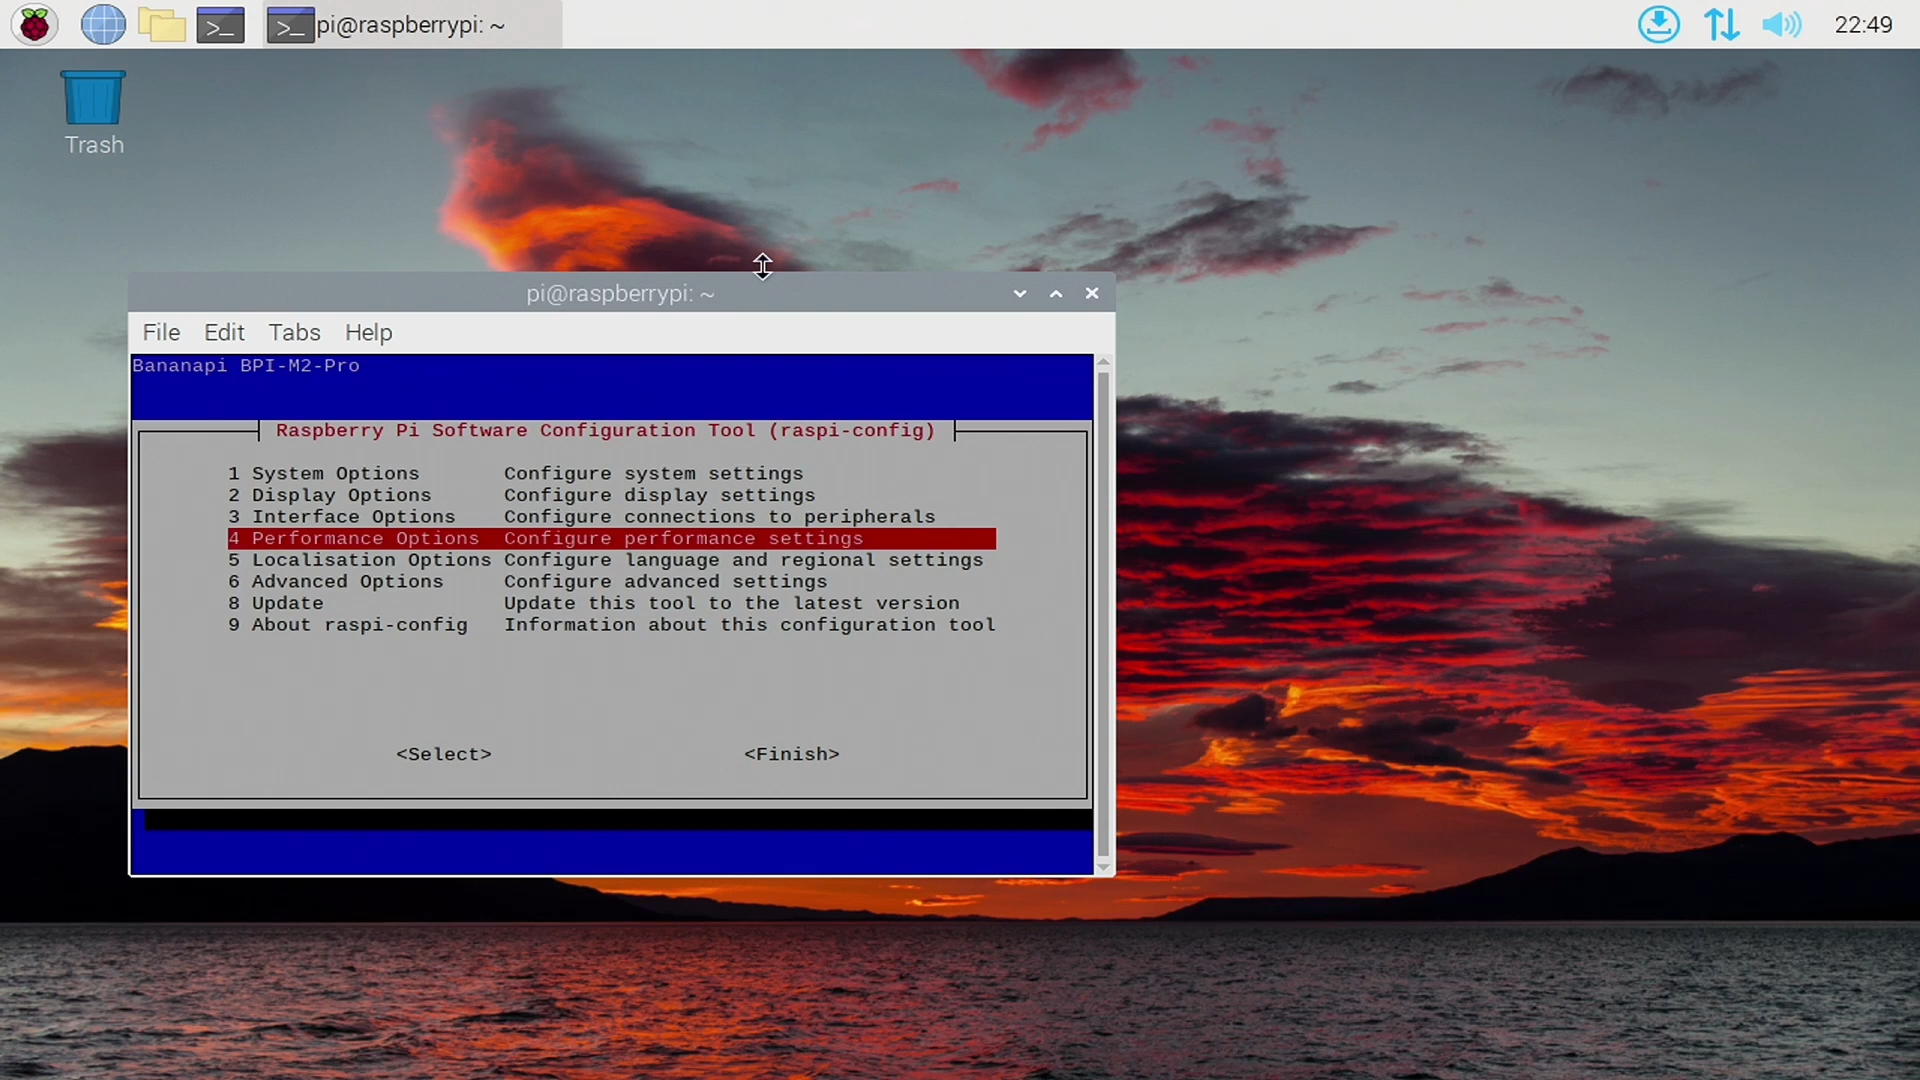 pi@raspberrypi: ~
22:49
Trash
pi@raspberrypi: ~
File Edit Tabs Help
Bananapi BPI-M2-Pro
Raspberry Pi Software Configuration Tool (raspi-config)
1 System Options Configure system settings
2 Display Options Configure display settings
3 Interface Options Configure connections to peripherals
4 Performance Options Configure performance settings
5 Localisation Options Configure language and regional settings
6 Advanced Options Configure advanced settings
8 Update Update this tool to the latest version
9 About raspi-config Information about this configuration tool
<Select> <Finish>